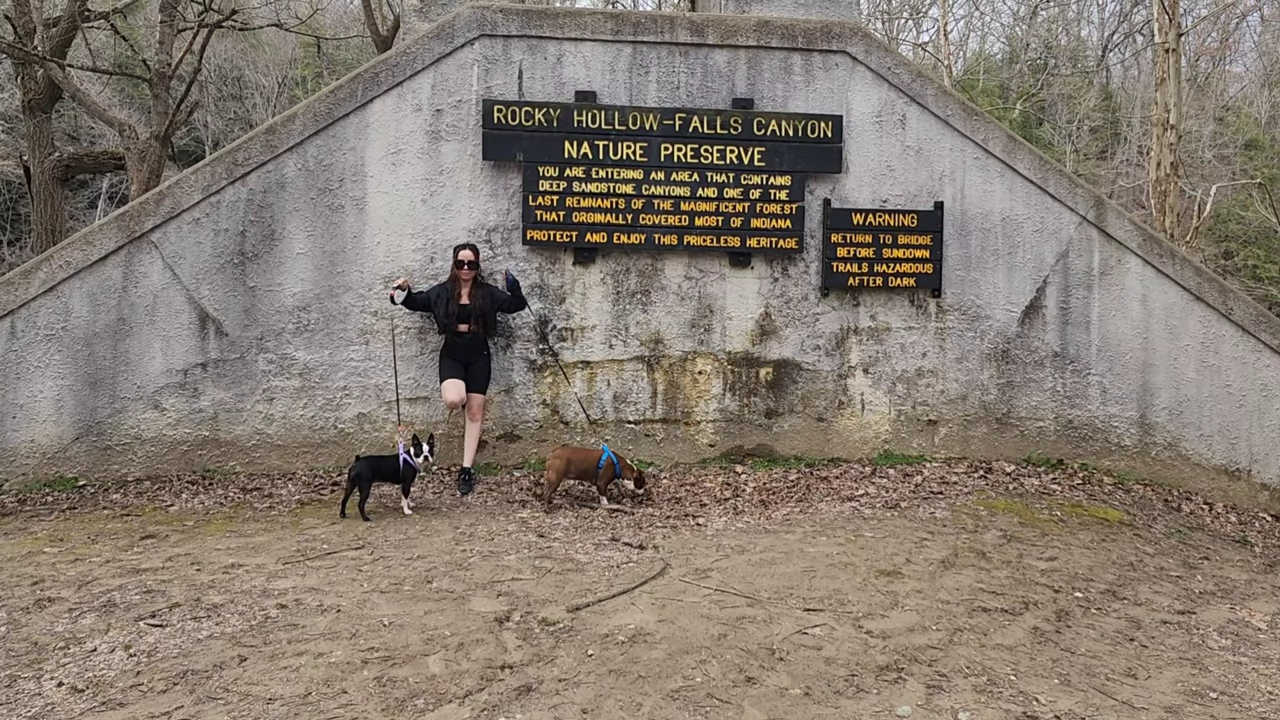 ROCKY HOLLOW-FALLS CANYON
NATURE PRESERVE
YOU ARE ENTERING AN AREA THAT CONTAINS
DEEP SANDSTONE CANYONS AND ONE OF THE
LAST REMNANTS OF THE MAGNIFICENT FOREST
THAT ORGINALLY COVERED MOST OF INDIANA
PROTECT AND ENJOY THIS PRICELESS HERITAGE
WARNING
RETURN TO BRIDGE
BEFORE SUNDOWN
TRAILS HAZARDOUS
AFTER DARK